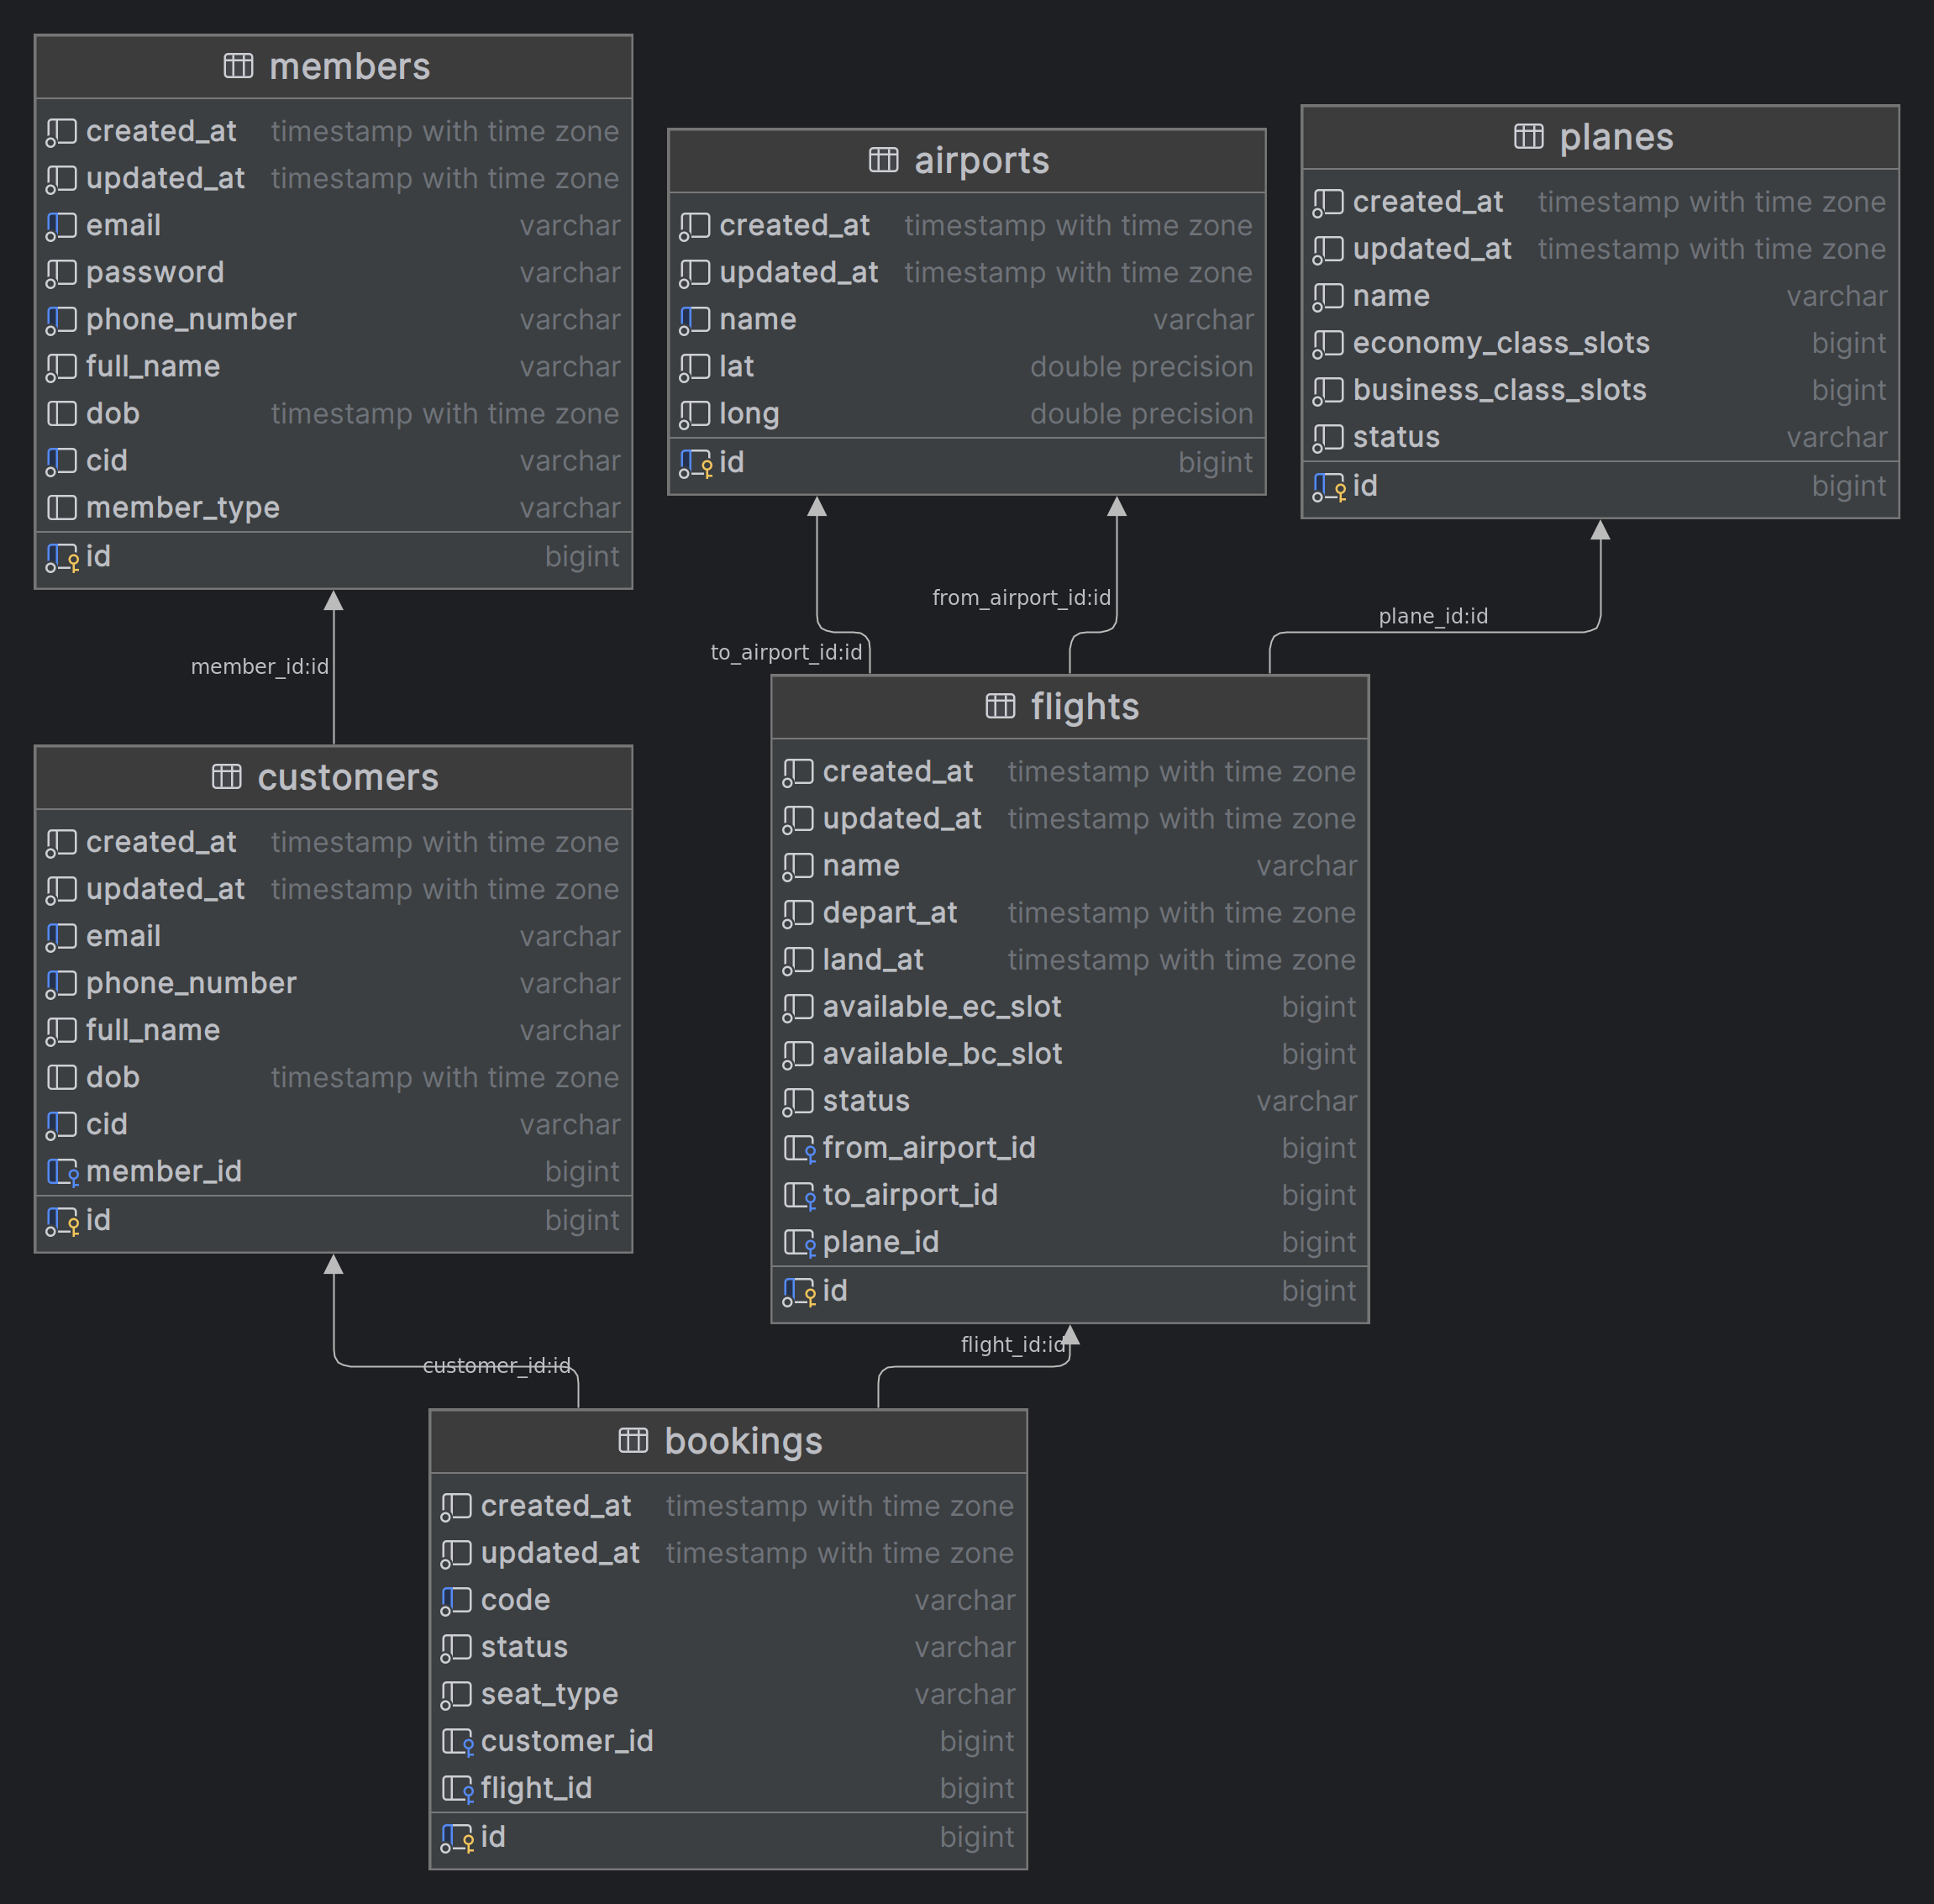 members
created_at timestamp with time zone
updated_at timestamp with time zone
email varchar
password varchar
phone_number varchar
full_name varchar
dob timestamp with time zone
cid varchar
member_type varchar
id bigint
airports
created_at timestamp with time zone
updated_at timestamp with time zone
name varchar
lat double precision
long double precision
id bigint
planes
created_at timestamp with time zone
updated_at timestamp with time zone
name varchar
economy_class_slots bigint
business_class_slots bigint
status varchar
id bigint
member_id:id
to_airport_id:id
from_airport_id:id
plane_id:id
customers
created_at timestamp with time zone
updated_at timestamp with time zone
email varchar
phone_number varchar
full_name varchar
dob timestamp with time zone
cid varchar
member_id bigint
id bigint
flights
created_at timestamp with time zone
updated_at timestamp with time zone
name varchar
depart_at timestamp with time zone
land_at timestamp with time zone
available_ec_slot bigint
available_bc_slot bigint
status varchar
from_airport_id bigint
to_airport_id bigint
plane_id bigint
id bigint
customer_id:id
flight_id:id
bookings
created_at timestamp with time zone
updated_at timestamp with time zone
code varchar
status varchar
seat_type varchar
customer_id bigint
flight_id bigint
id bigint